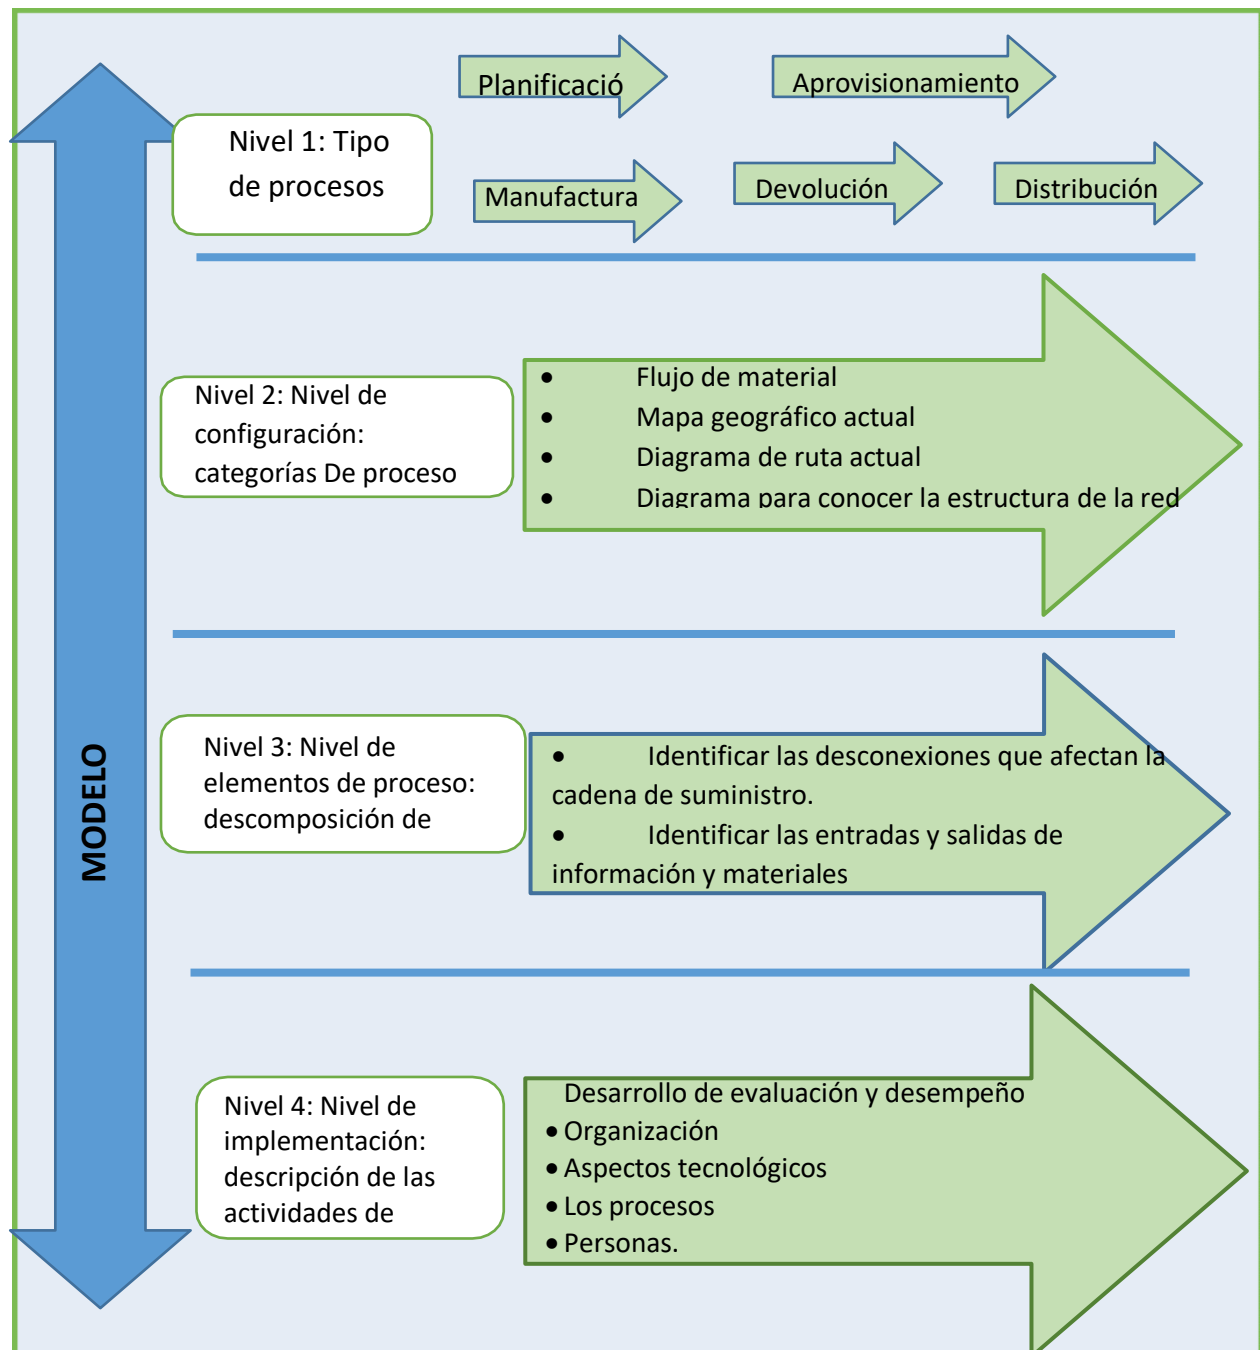 Planificació
Aprovisionamiento
Nivel 1: Tipo
de procesos
Manufactura
Devolución
Distribución
Nivel 2: Nivel de
configuración:
categorías De proceso
• Flujo de material
• Mapa geográfico actual
• Diagrama de ruta actual
• Diagrama para conocer la estructura de la red
MODELO
Nivel 3: Nivel de
elementos de proceso:
descomposición de
• Identificar las desconexiones que afectan la
cadena de suministro.
• Identificar las entradas y salidas de
información y materiales
Nivel 4: Nivel de
implementación:
descripción de las
actividades de
Desarrollo de evaluación y desempeño
• Organización
• Aspectos tecnológicos
• Los procesos
• Personas.